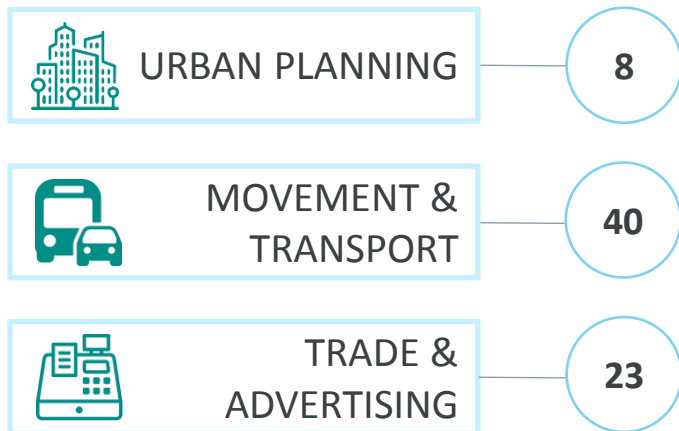 URBAN PLANNING
8
MOVEMENT &
TRANSPORT
40
TRADE &
ADVERTISING
23